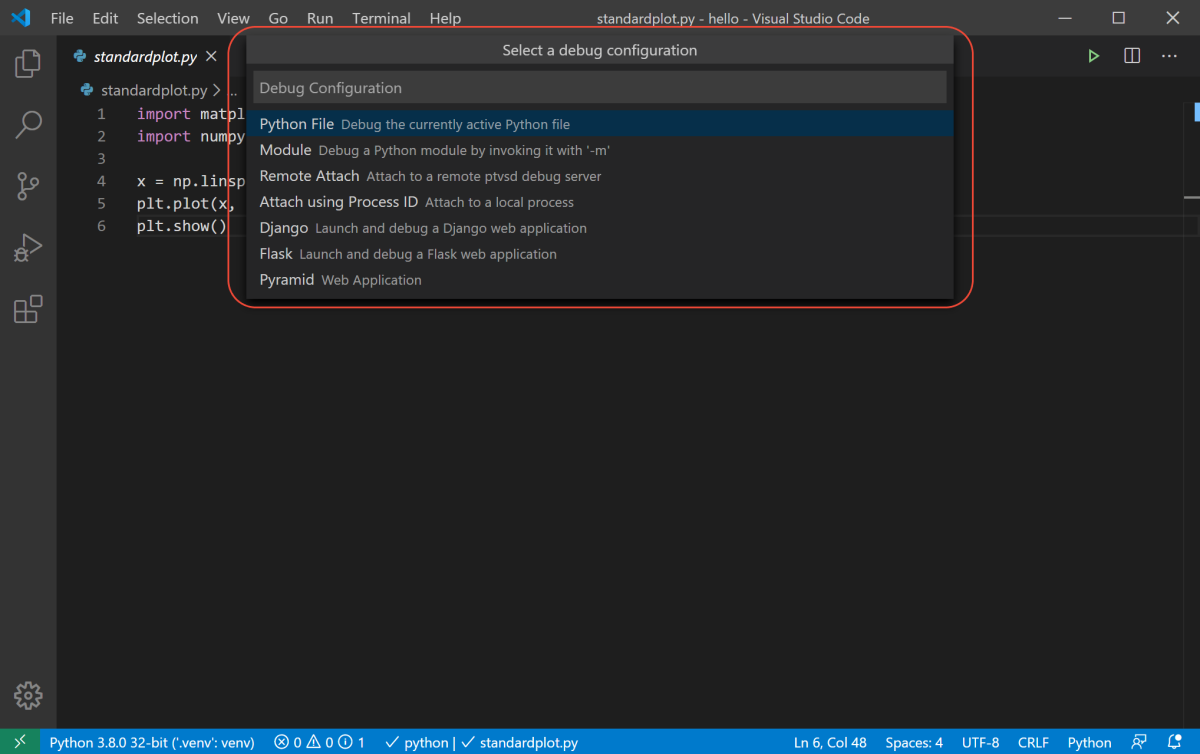 File Edit Selection View Go Run Terminal Help standardplot.py - hello - Visual Studio Code
standardplot.py
Select a debug configuration
standardplot.py > ..
Debug Configuration
1 import matpl
2 import numpy
3
4 x = np.linsp
5 plt.plot(x,
6 plt.show()
Python File Debug the currently active Python file
Module Debug a Python module by invoking it with '-m'
Remote Attach Attach to a remote ptvsd debug server
Attach using Process ID Attach to a local process
Django Launch and debug a Django web application
Flask Launch and debug a Flask web application
Pyramid Web Application
Python 3.8.0 32-bit ('.venv': venv) 0 0 1 python | standardplot.py Ln 6, Col 48 Spaces: 4 UTF-8 CRLF Python